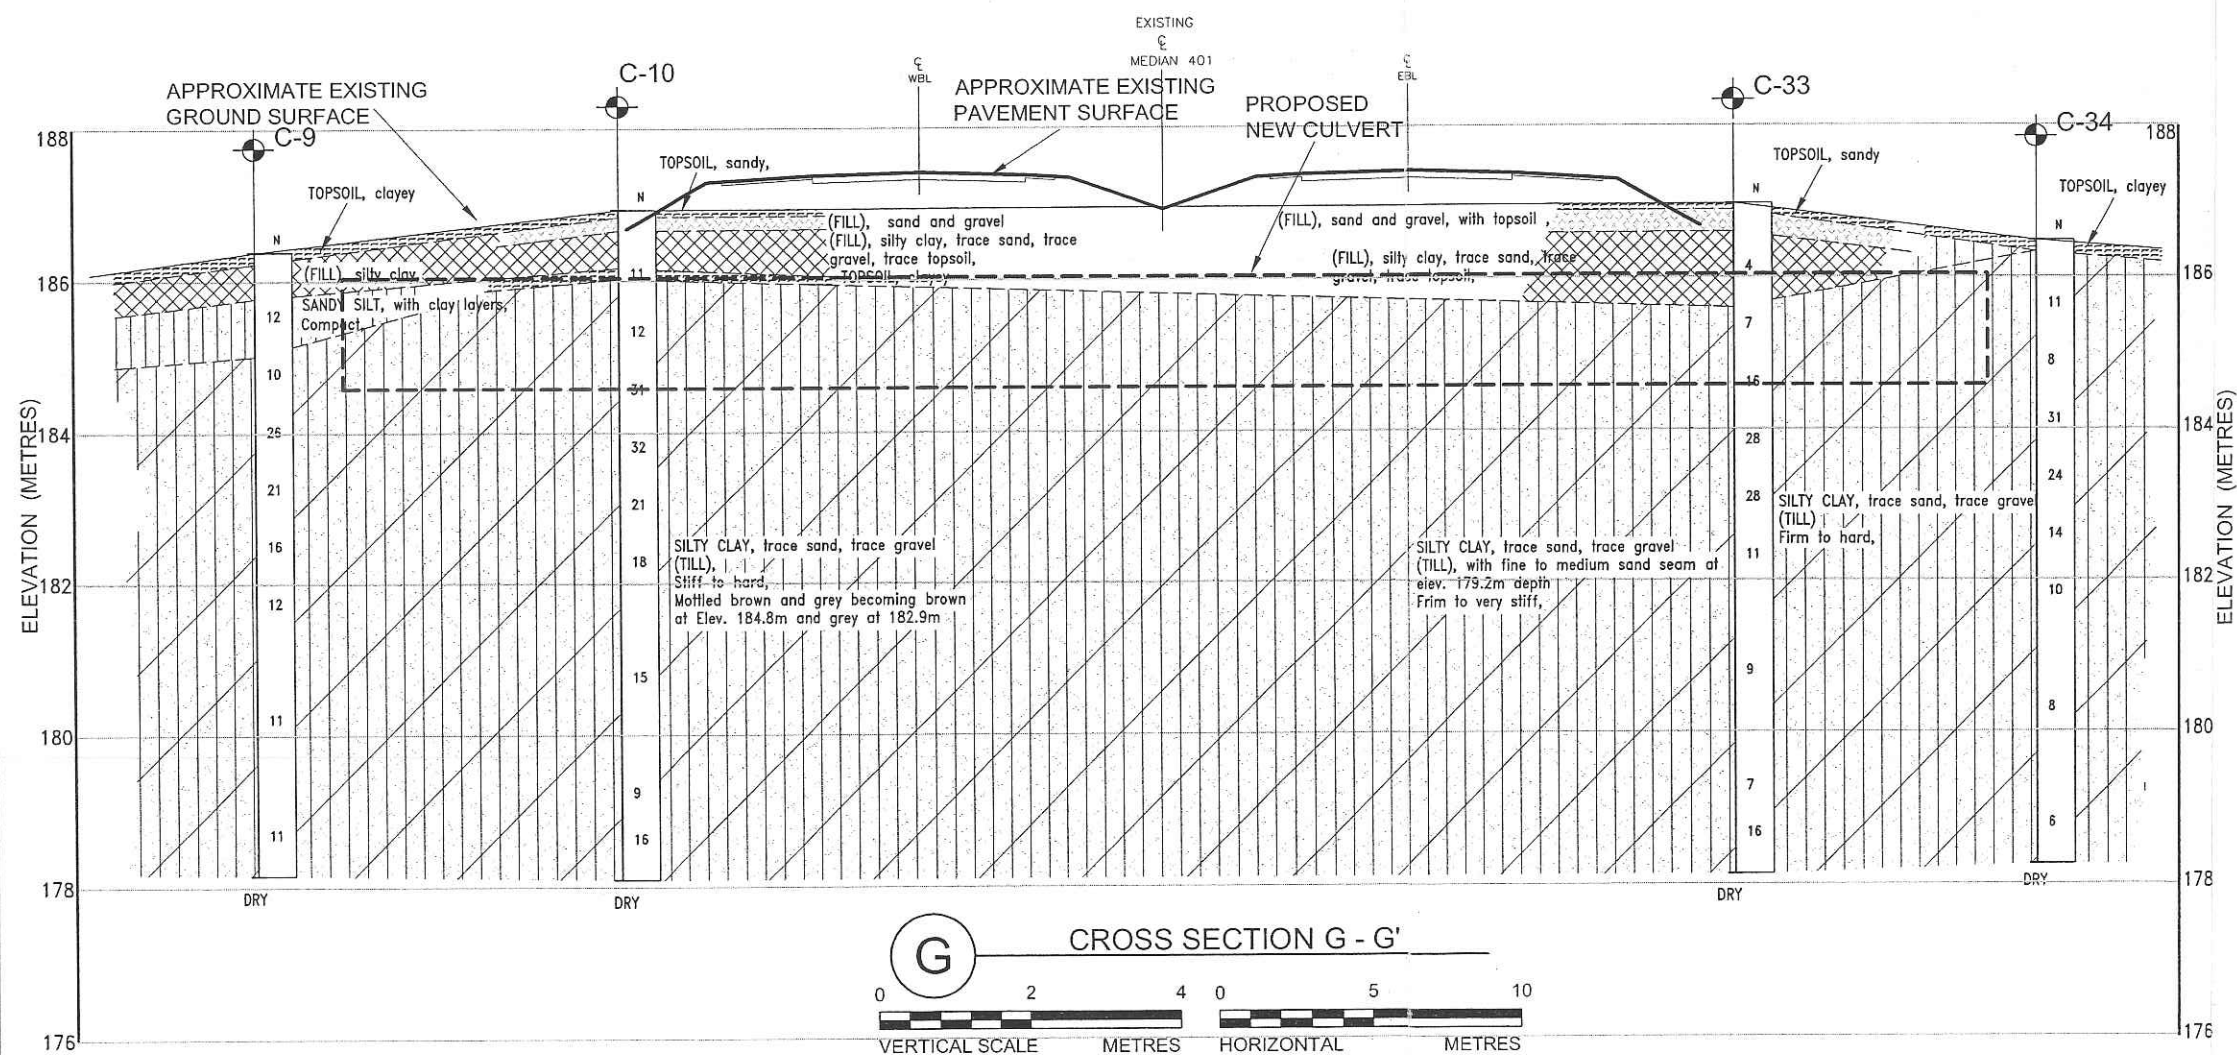 EXISTING
℄
MEDIAN 401
℄
WBL
℄
EBL
C-10
C-33
C-9
C-34
APPROXIMATE EXISTING
GROUND SURFACE
APPROXIMATE EXISTING
PAVEMENT SURFACE
PROPOSED
NEW CULVERT
188
188
TOPSOIL, clayey
TOPSOIL, sandy,
TOPSOIL, sandy
TOPSOIL, clayey
N
N
N
N
(FILL), sand and gravel
(FILL), silty clay, trace sand, trace
gravel, trace topsoil,
TOPSOIL, clayey
(FILL), sand and gravel, with topsoil ,
(FILL), silty clay, trace sand, trace
gravel, trace topsoil,
(FILL), silty clay
SANDY SILT, with clay layers,
Compact,
186
186
184
184
182
182
180
180
178
178
176
176
ELEVATION (METRES)
ELEVATION (METRES)
12
10
26
21
16
12
11
11
DRY
11
12
31
32
21
18
15
9
16
DRY
4
7
16
28
28
11
9
7
16
DRY
11
8
31
24
14
10
8
6
DRY
SILTY CLAY, trace sand, trace gravel
(TILL),
Stiff to hard,
Mottled brown and grey becoming brown
at Elev. 184.8m and grey at 182.9m
SILTY CLAY, trace sand, trace gravel
(TILL), with fine to medium sand seam at
elev. 179.2m depth
Frim to very stiff,
SILTY CLAY, trace sand, trace grave
(TILL)
Firm to hard,
G
CROSS SECTION G - G'
0 2 4
VERTICAL SCALE METRES
0 5 10
HORIZONTAL METRES